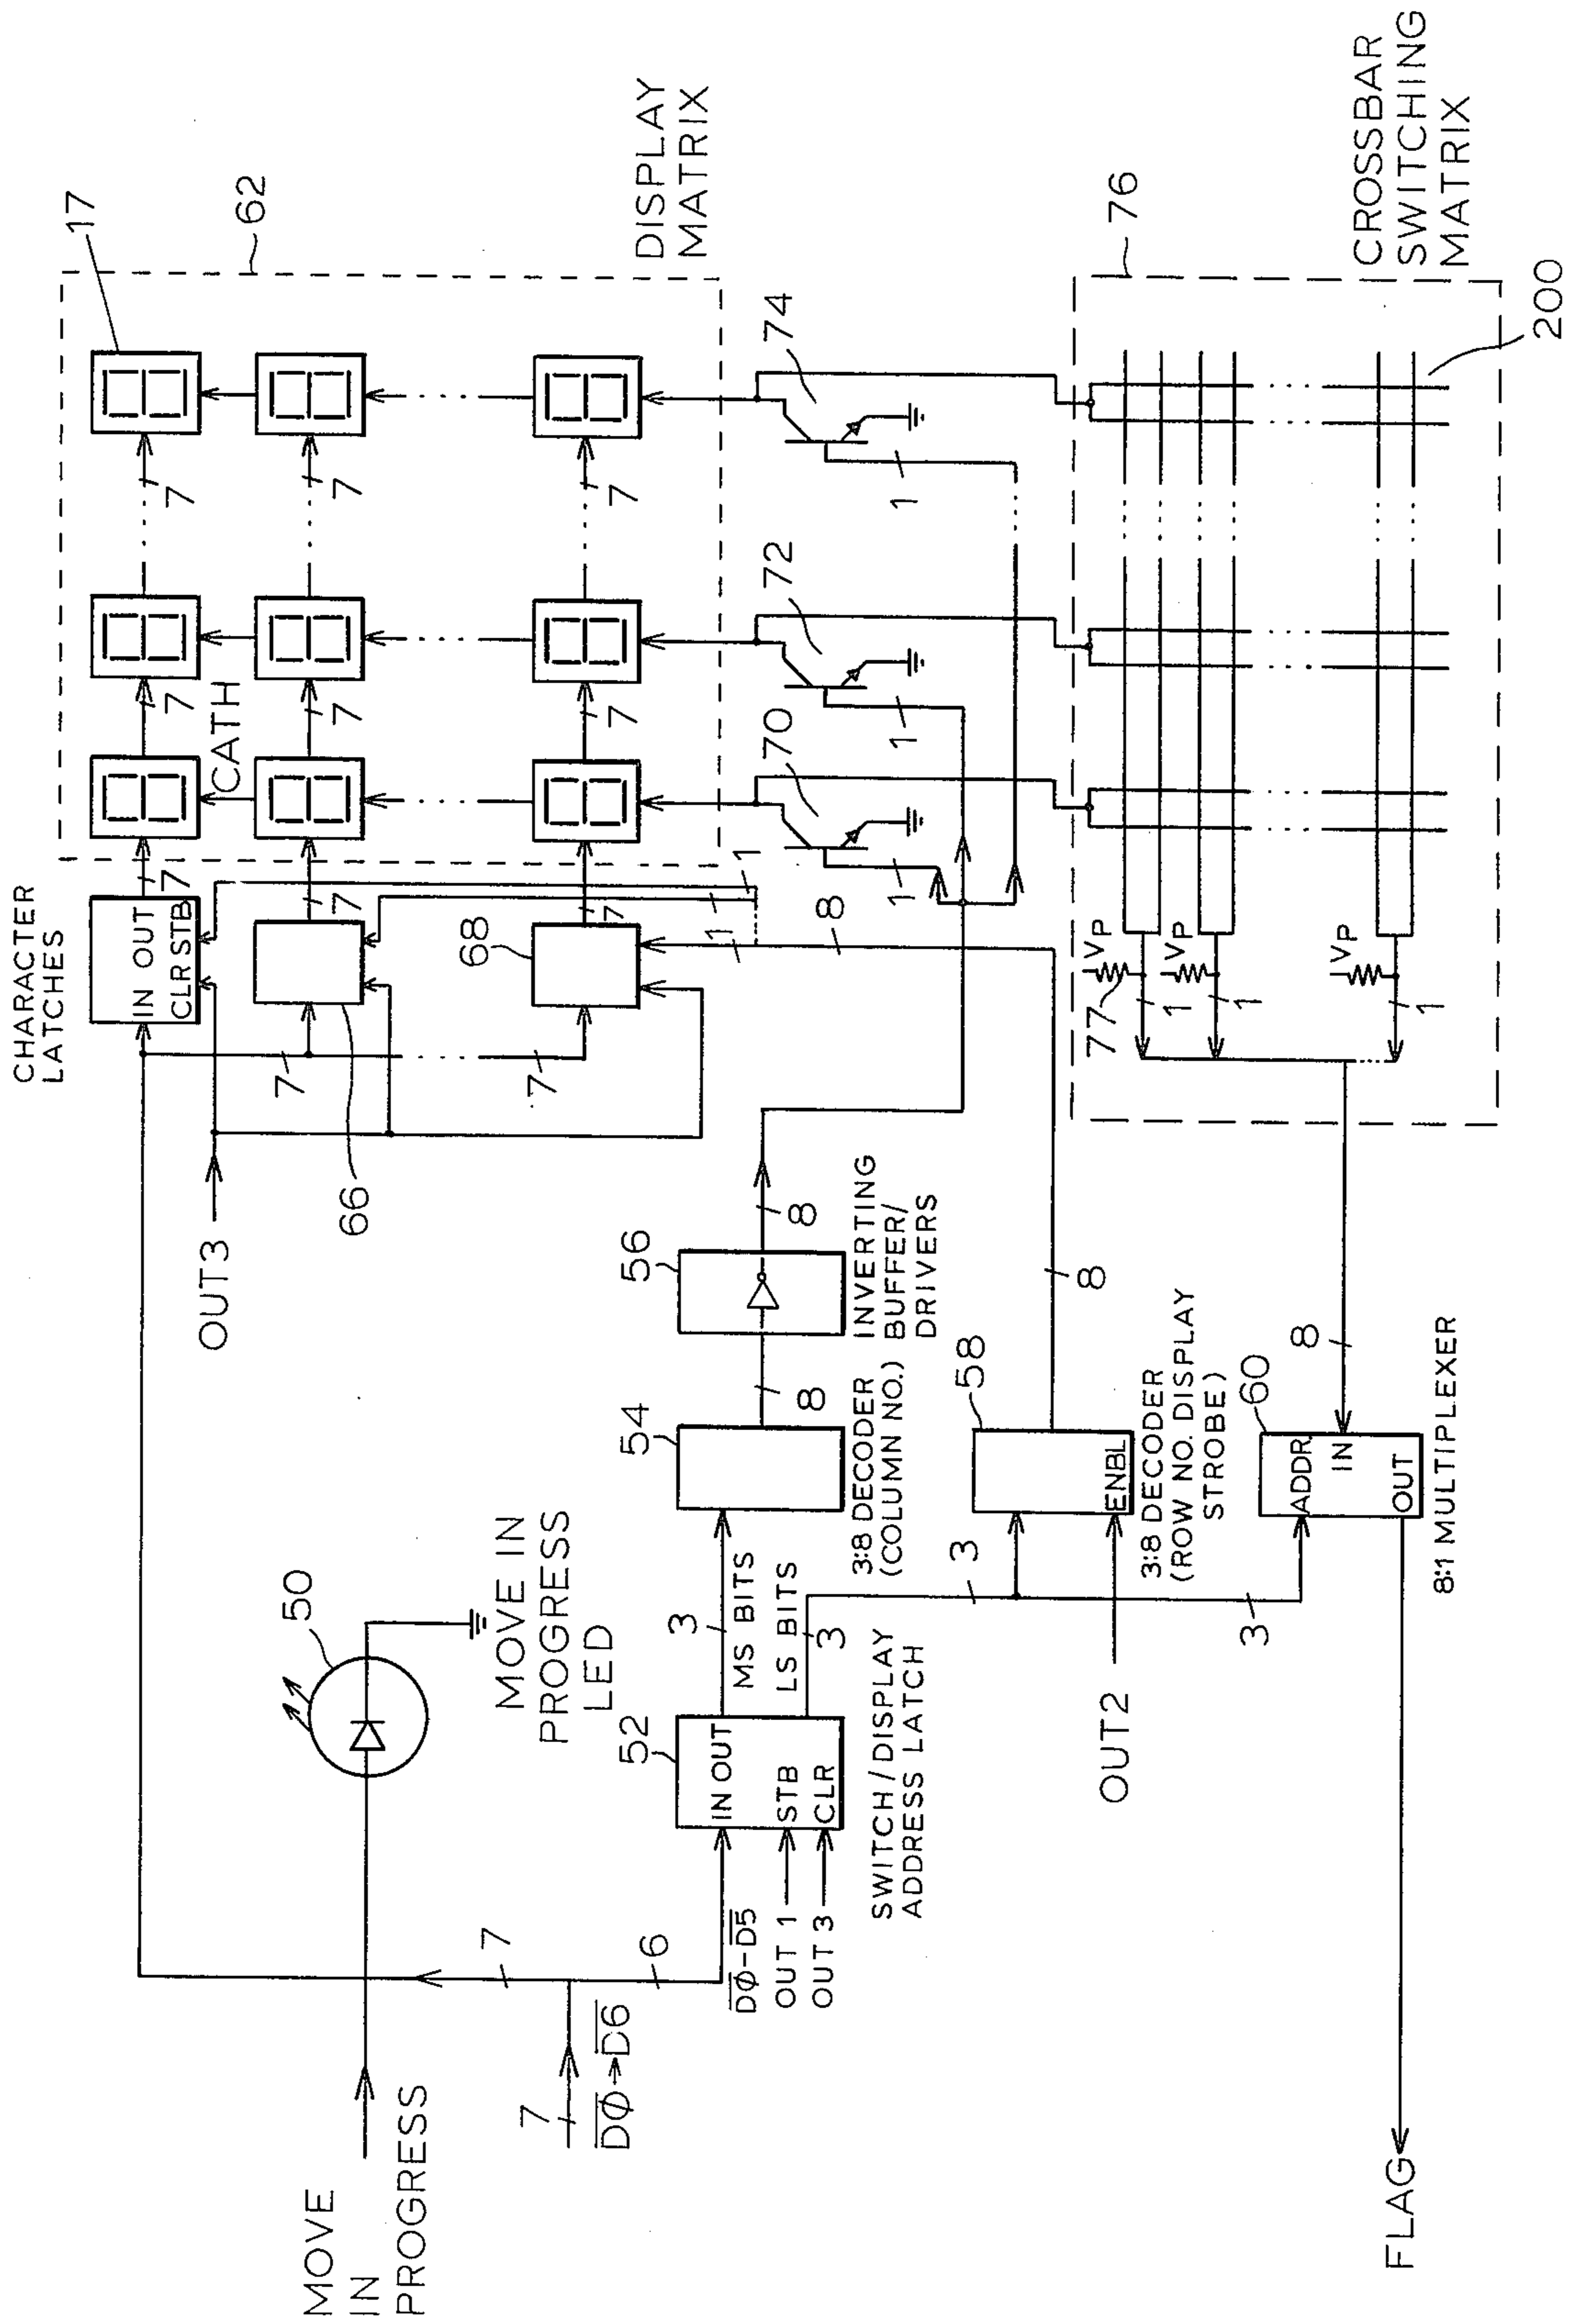 CHARACTER
LATCHES
17
62
IN OUT
CLR STB
7
7
7
7
CATH
7
7
7
7
7
7
7
DISPLAY
MATRIX
OUT3
66
68
7
7
1
1
1
8
70
72
74
1
1
1
MOVE
IN
PROGRESS
50
MOVE IN
PROGRESS
LED
7
D̅0̅→D̅6̅
7
6
D̅0̅-D̅5̅
OUT 1
OUT 3
52
IN OUT
STB
CLR
SWITCH/DISPLAY
ADDRESS LATCH
3
MS BITS
LS BITS
3
54
3:8 DECODER
(COLUMN NO.)
8
56
INVERTING
BUFFER/
DRIVERS
8
3
OUT2
58
ENBL
3:8 DECODER
(ROW NO. DISPLAY
STROBE)
8
3
60
ADDR.
IN
OUT
8:1 MULTIPLEXER
8
FLAG
76
77
VP
VP
VP
1
1
1
200
CROSSBAR
SWITCHING
MATRIX